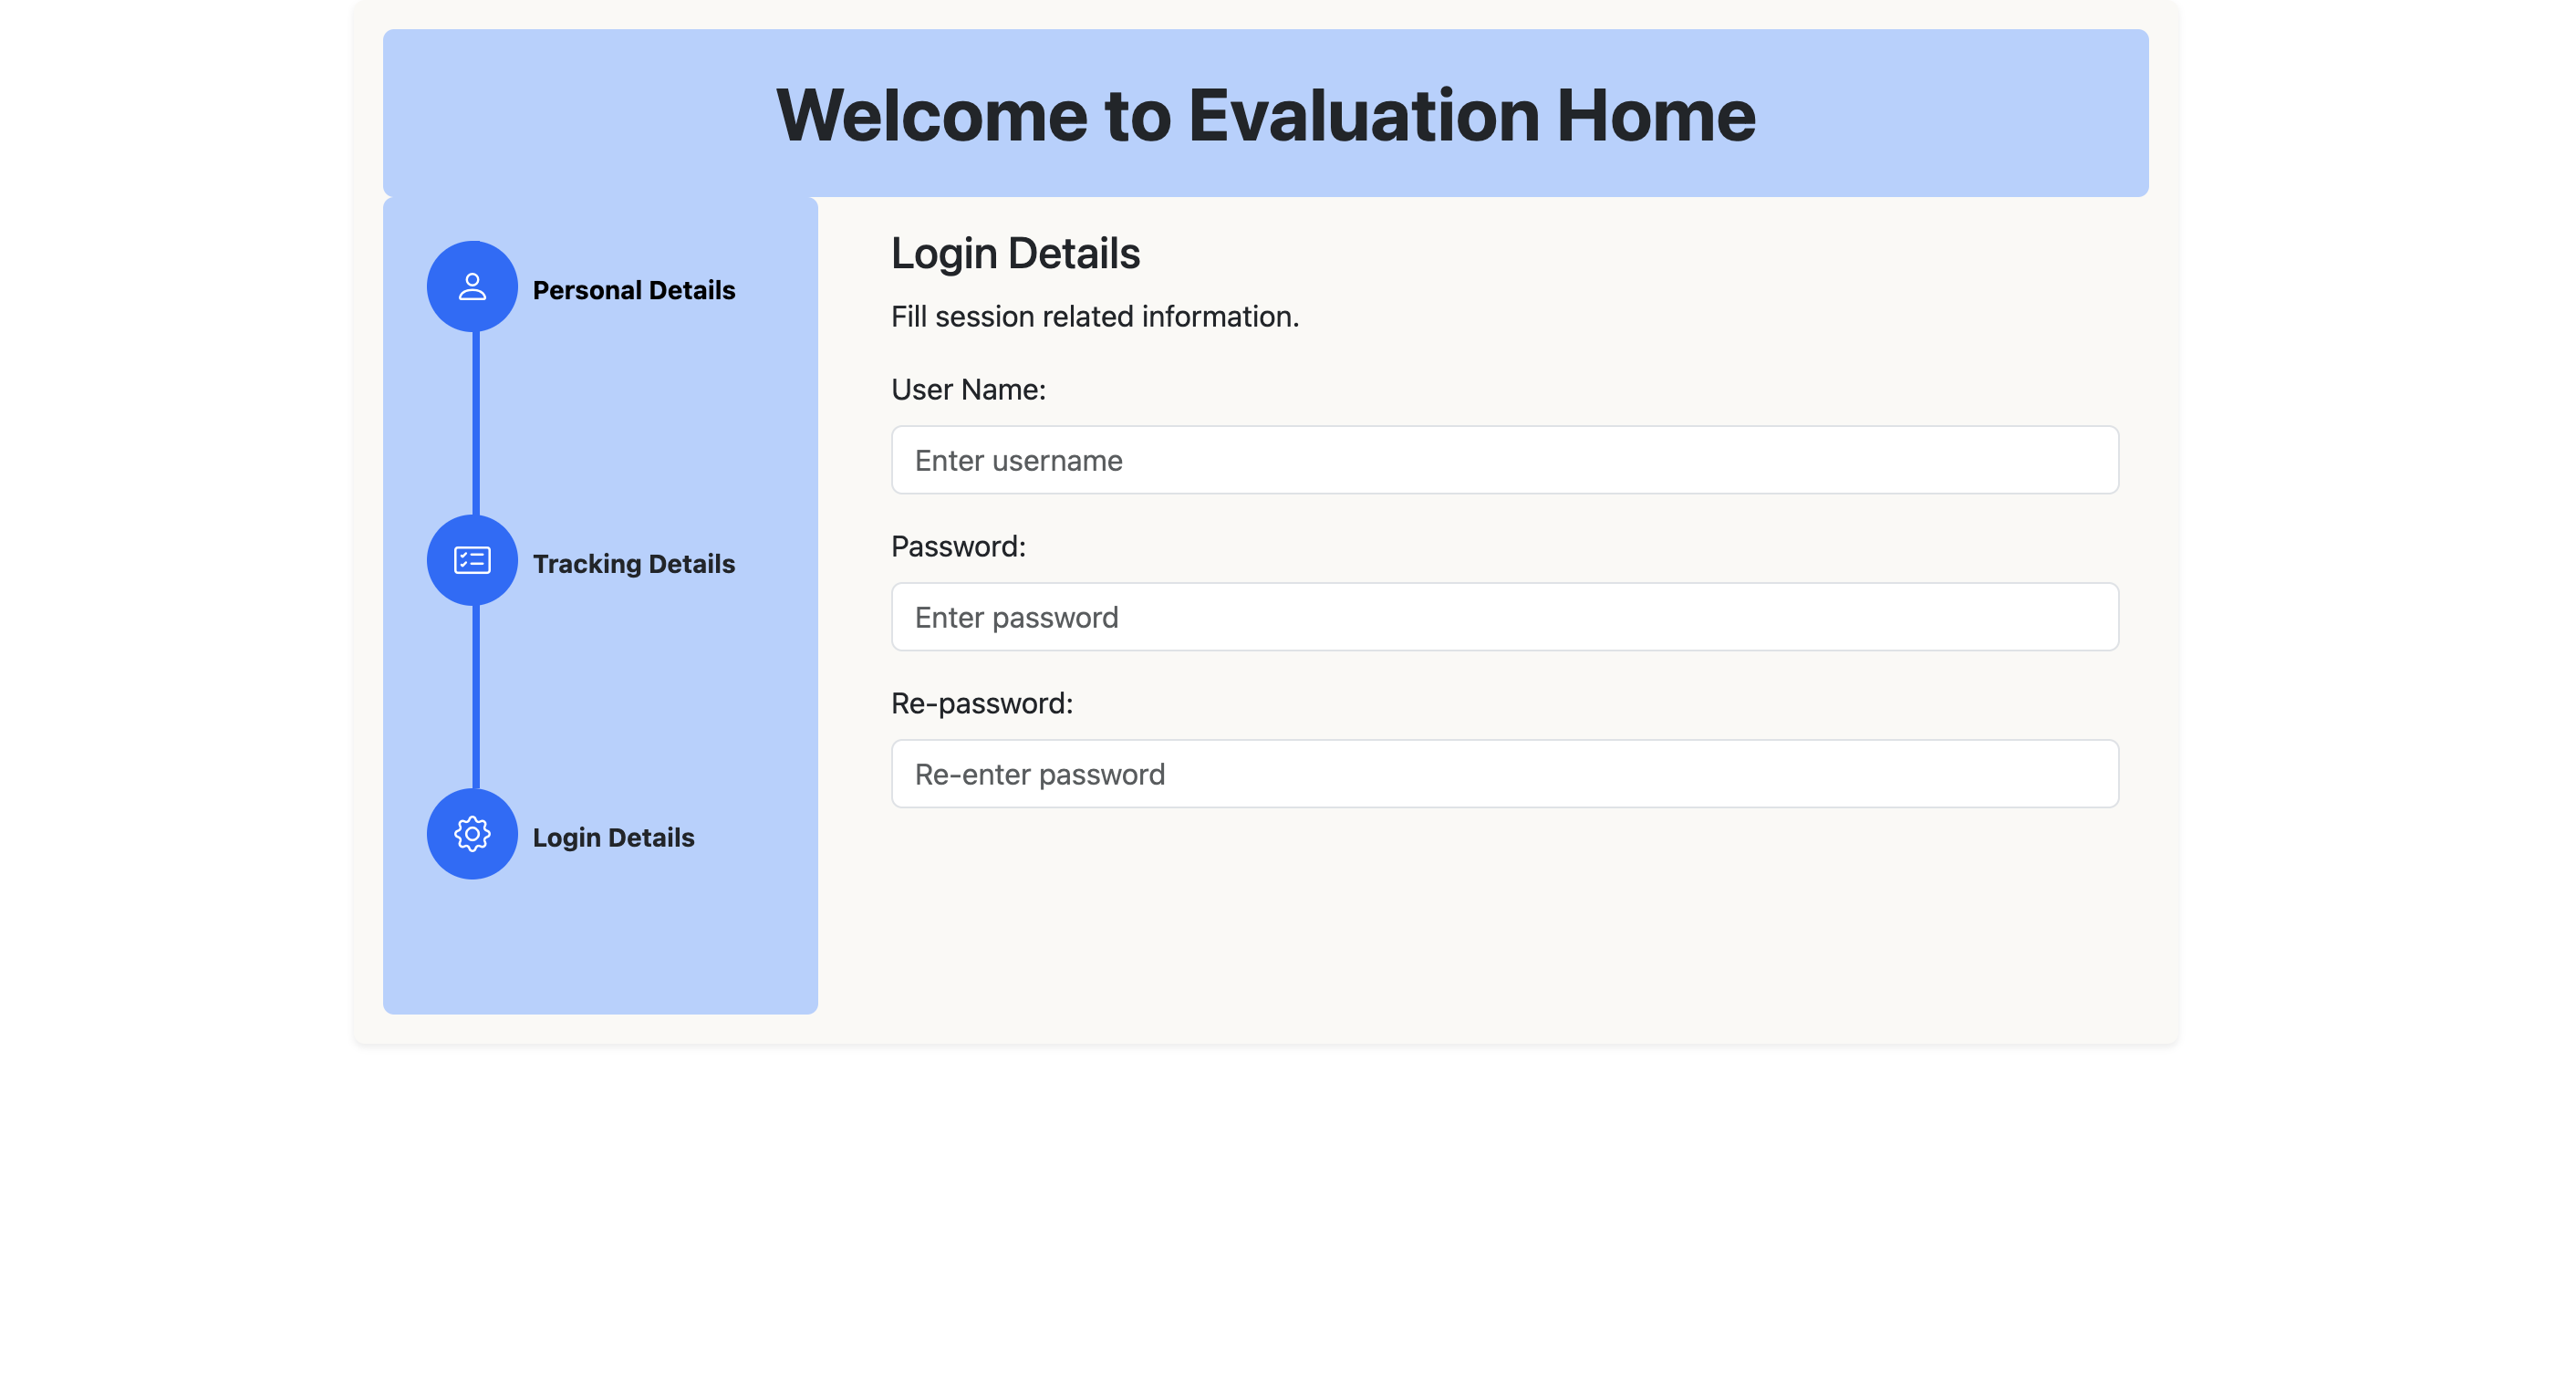 Welcome to Evaluation Home
Personal Details
Tracking Details
Login Details
Login Details
Fill session related information.
User Name:
Enter username
Password:
Enter password
Re-password:
Re-enter password